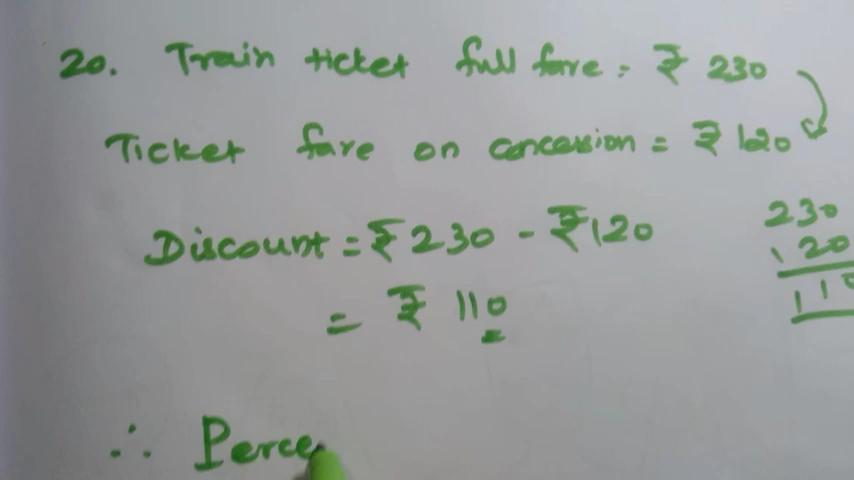 20. Train ticket full fare = ₹ 230
Ticket fare on concession = ₹ 120
Discount = ₹ 230 - ₹ 120
= ₹ 110
230
120
110
∴ Perce